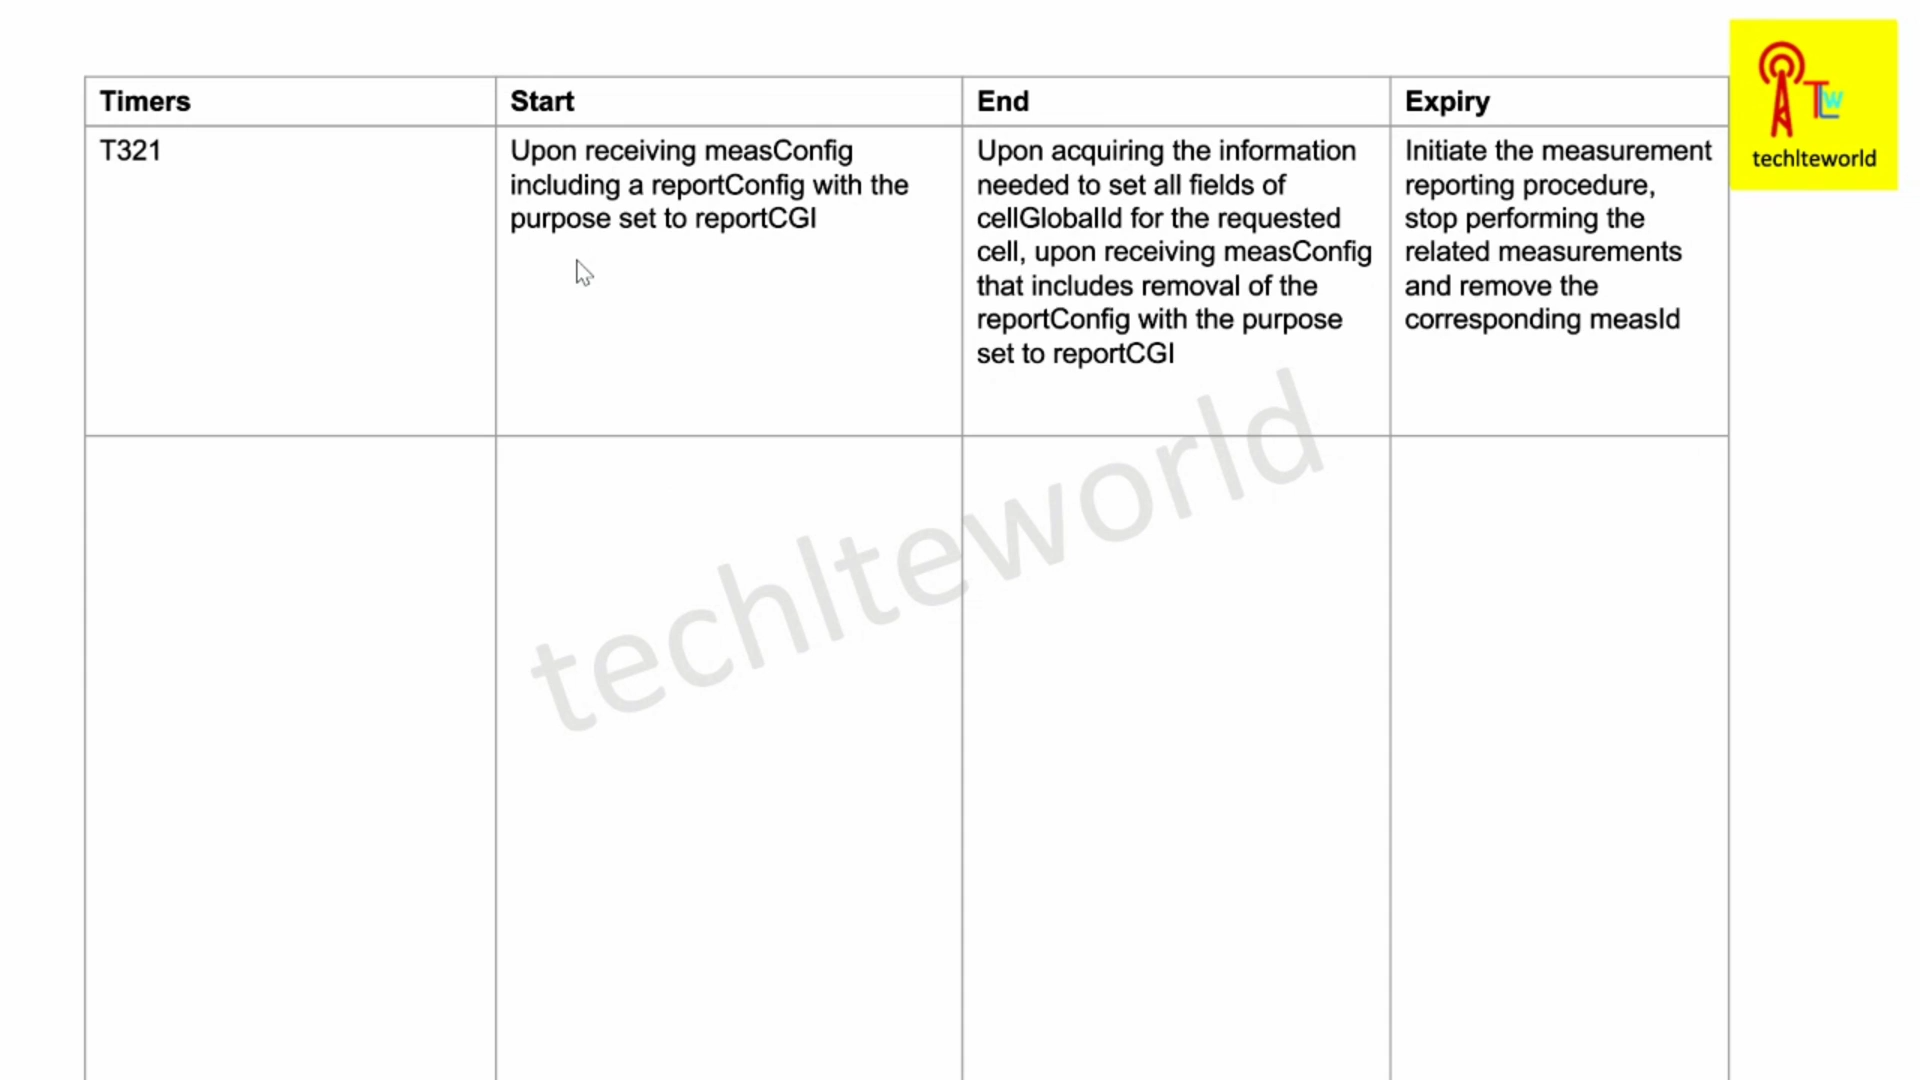 Timers
Start
End
Expiry
T321
Upon receiving measConfig
including a reportConfig with the
purpose set to reportCGI
Upon acquiring the information
needed to set all fields of
cellGlobalId for the requested
cell, upon receiving measConfig
that includes removal of the
reportConfig with the purpose
set to reportCGI
Initiate the measurement
reporting procedure,
stop performing the
related measurements
and remove the
corresponding measId
TLW
techlteworld
techlteworld